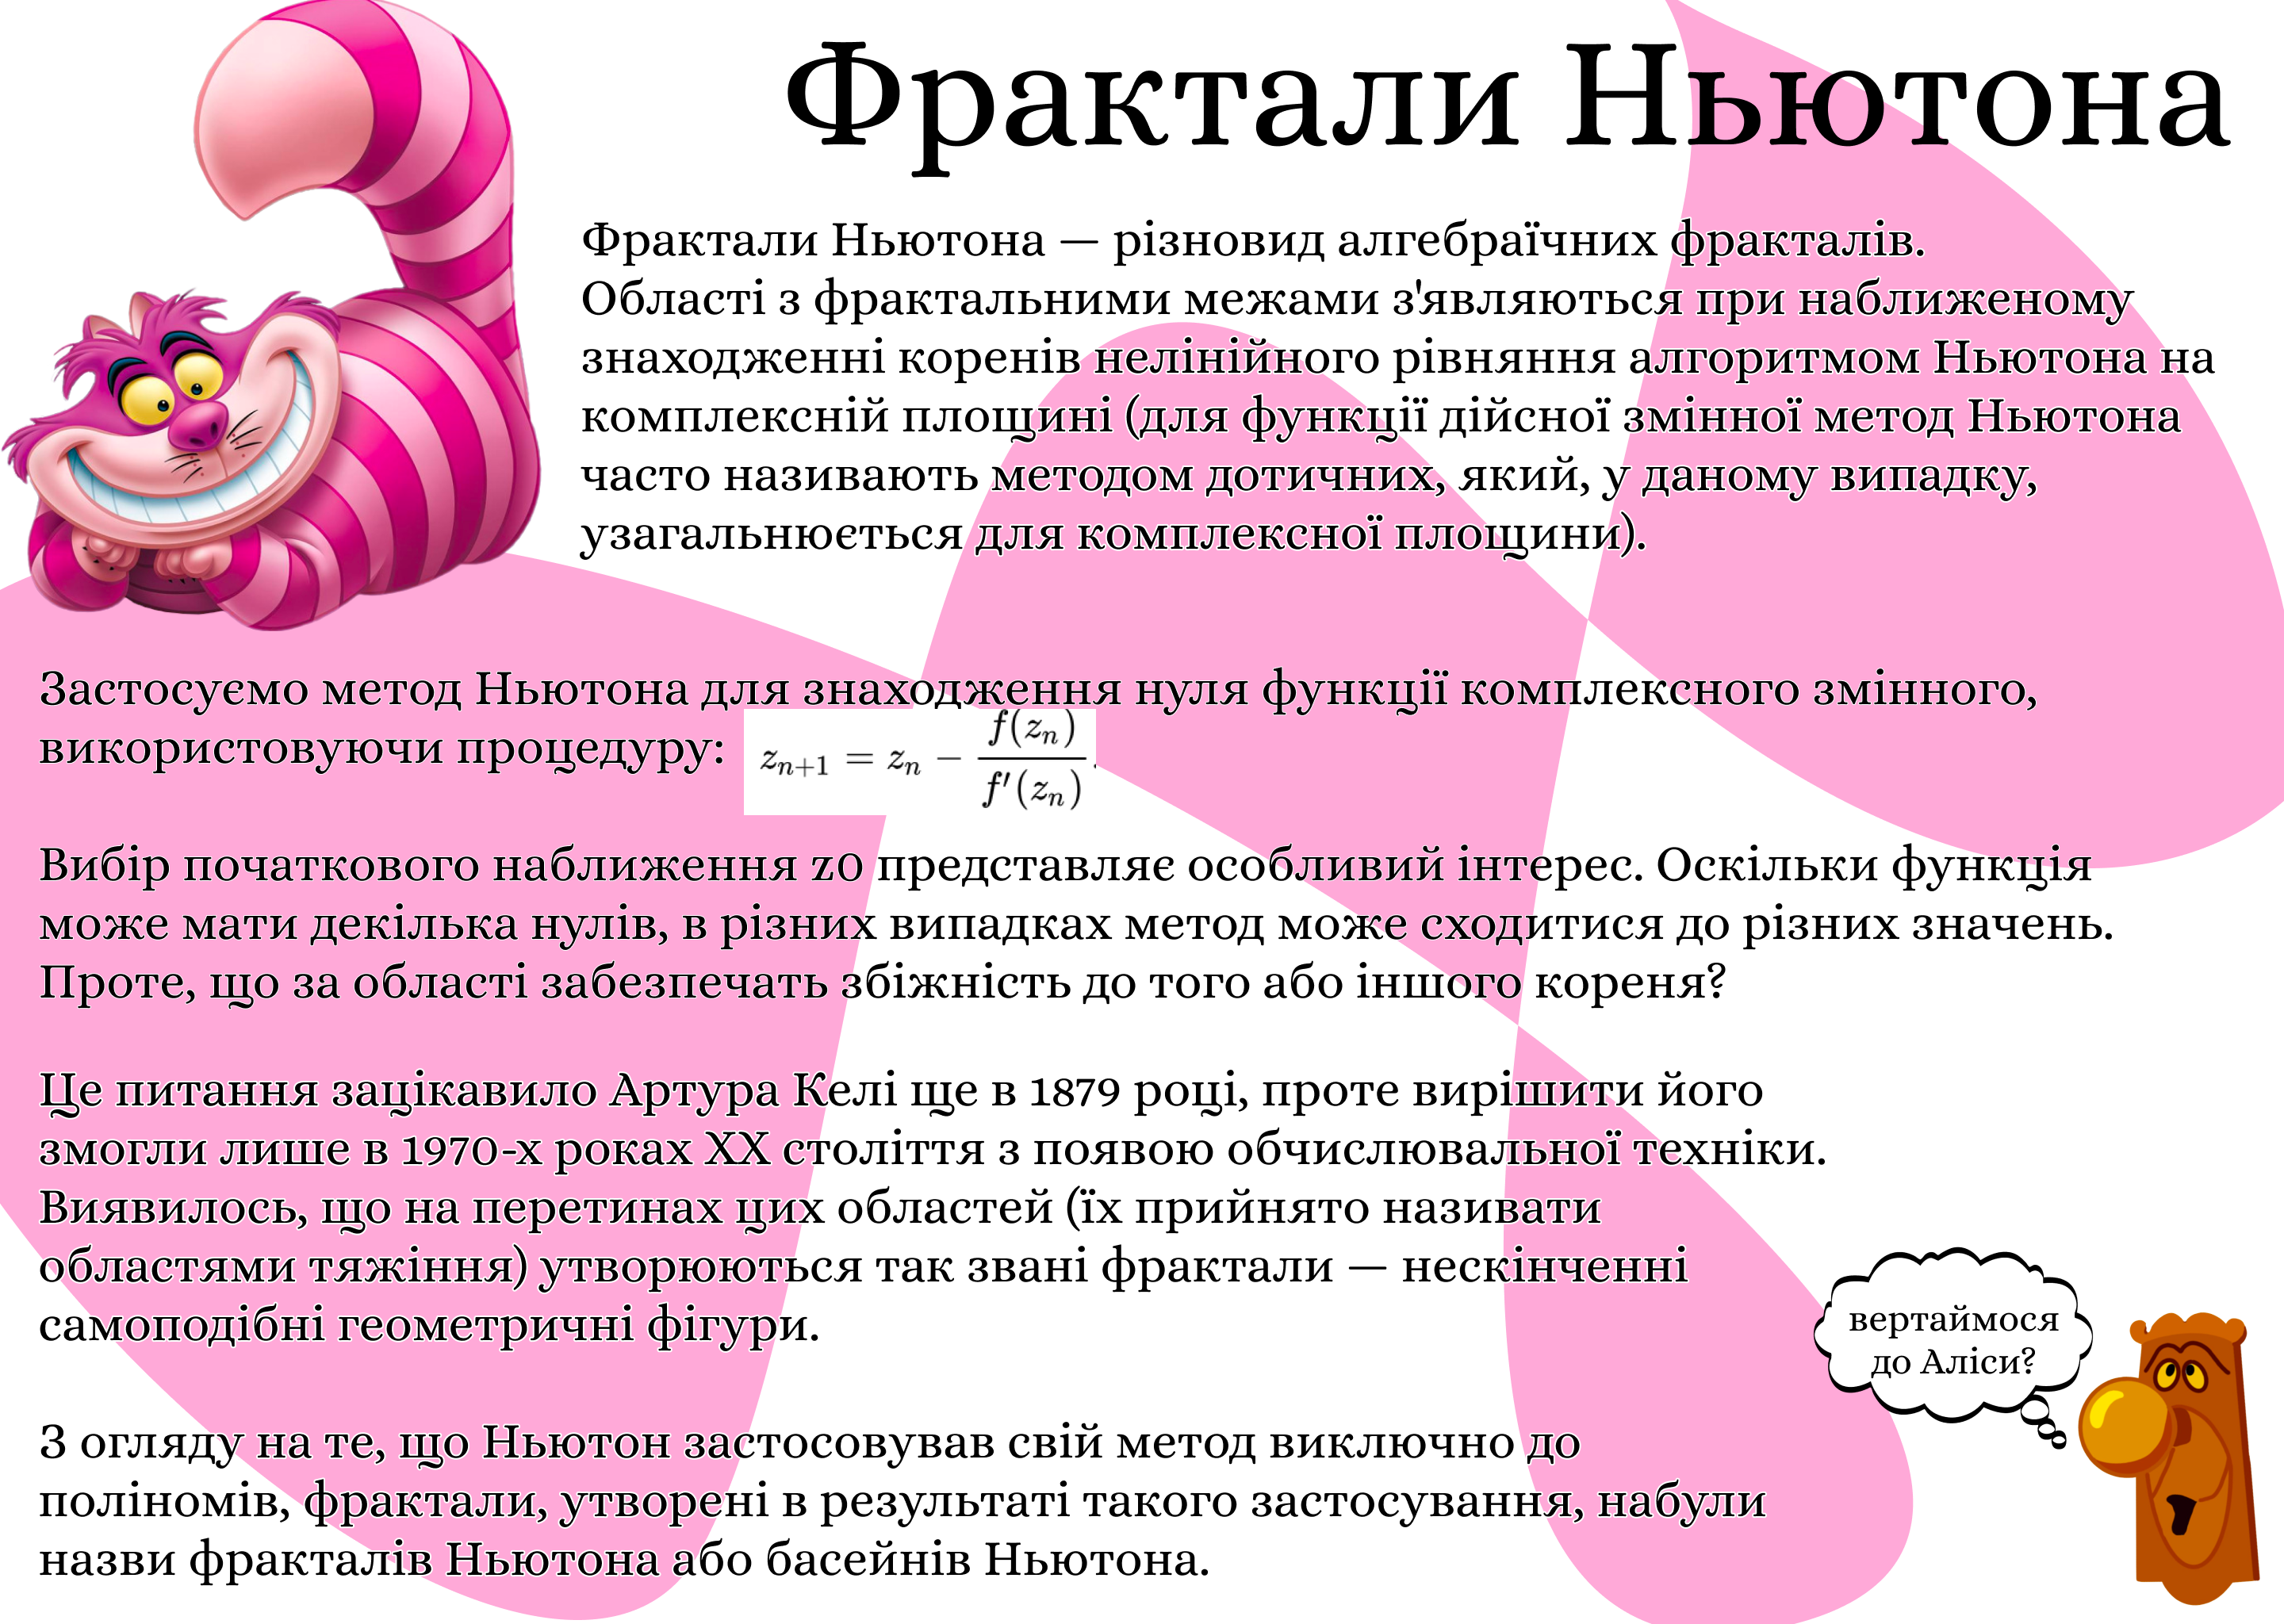 Фрактали Ньютона
Фрактали Ньютона — різновид алгебраїчних фракталів.
Області з фрактальними межами з'являються при наближеному
знаходженні коренів нелінійного рівняння алгоритмом Ньютона на
комплексній площині (для функції дійсної змінної метод Ньютона
часто називають методом дотичних, який, у даному випадку,
узагальнюється для комплексної площини).
Застосуємо метод Ньютона для знаходження нуля функції комплексного змінного,
використовуючи процедуру: z_{n+1} = z_n − f(z_n) / f′(z_n).
Вибір початкового наближення z0 представляє особливий інтерес. Оскільки функція
може мати декілька нулів, в різних випадках метод може сходитися до різних значень.
Проте, що за області забезпечать збіжність до того або іншого кореня?
Це питання зацікавило Артура Келі ще в 1879 році, проте вирішити його
змогли лише в 1970-х роках XX століття з появою обчислювальної техніки.
Виявилось, що на перетинах цих областей (їх прийнято називати
областями тяжіння) утворюються так звані фрактали — нескінченні
самоподібні геометричні фігури.
З огляду на те, що Ньютон застосовував свій метод виключно до
поліномів, фрактали, утворені в результаті такого застосування, набули
назви фракталів Ньютона або басейнів Ньютона.
вертаймося
до Аліси?